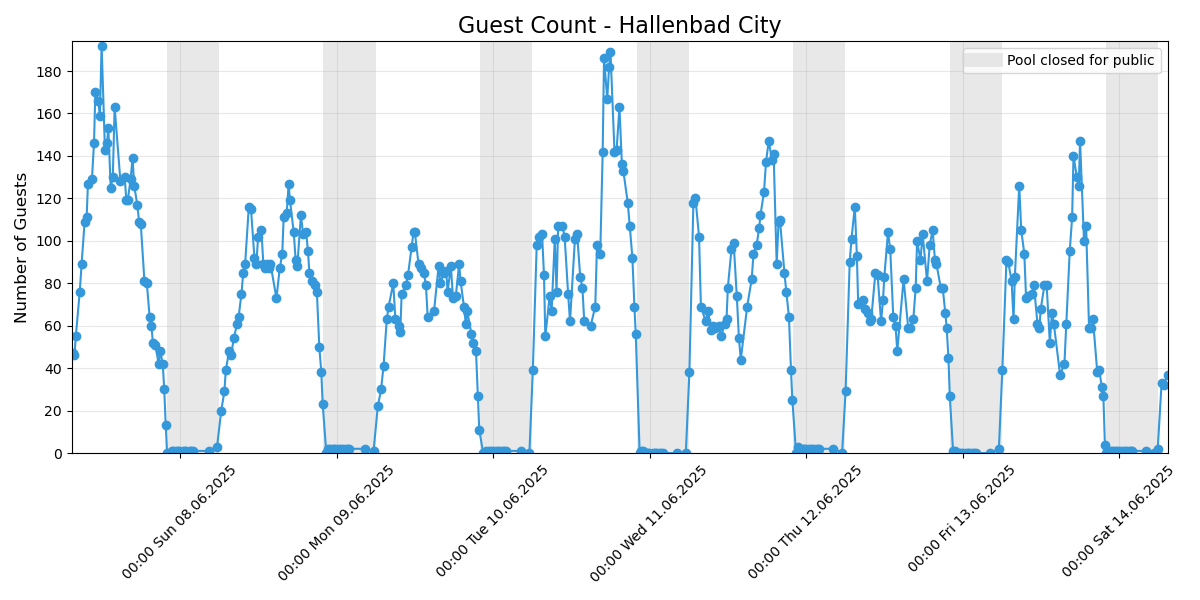 Guest Count - Hallenbad City
Pool closed for public
Number of Guests
180
160
140
120
100
80
60
40
20
0
00:00 Sun 08.06.2025
00:00 Mon 09.06.2025
00:00 Tue 10.06.2025
00:00 Wed 11.06.2025
00:00 Thu 12.06.2025
00:00 Fri 13.06.2025
00:00 Sat 14.06.2025